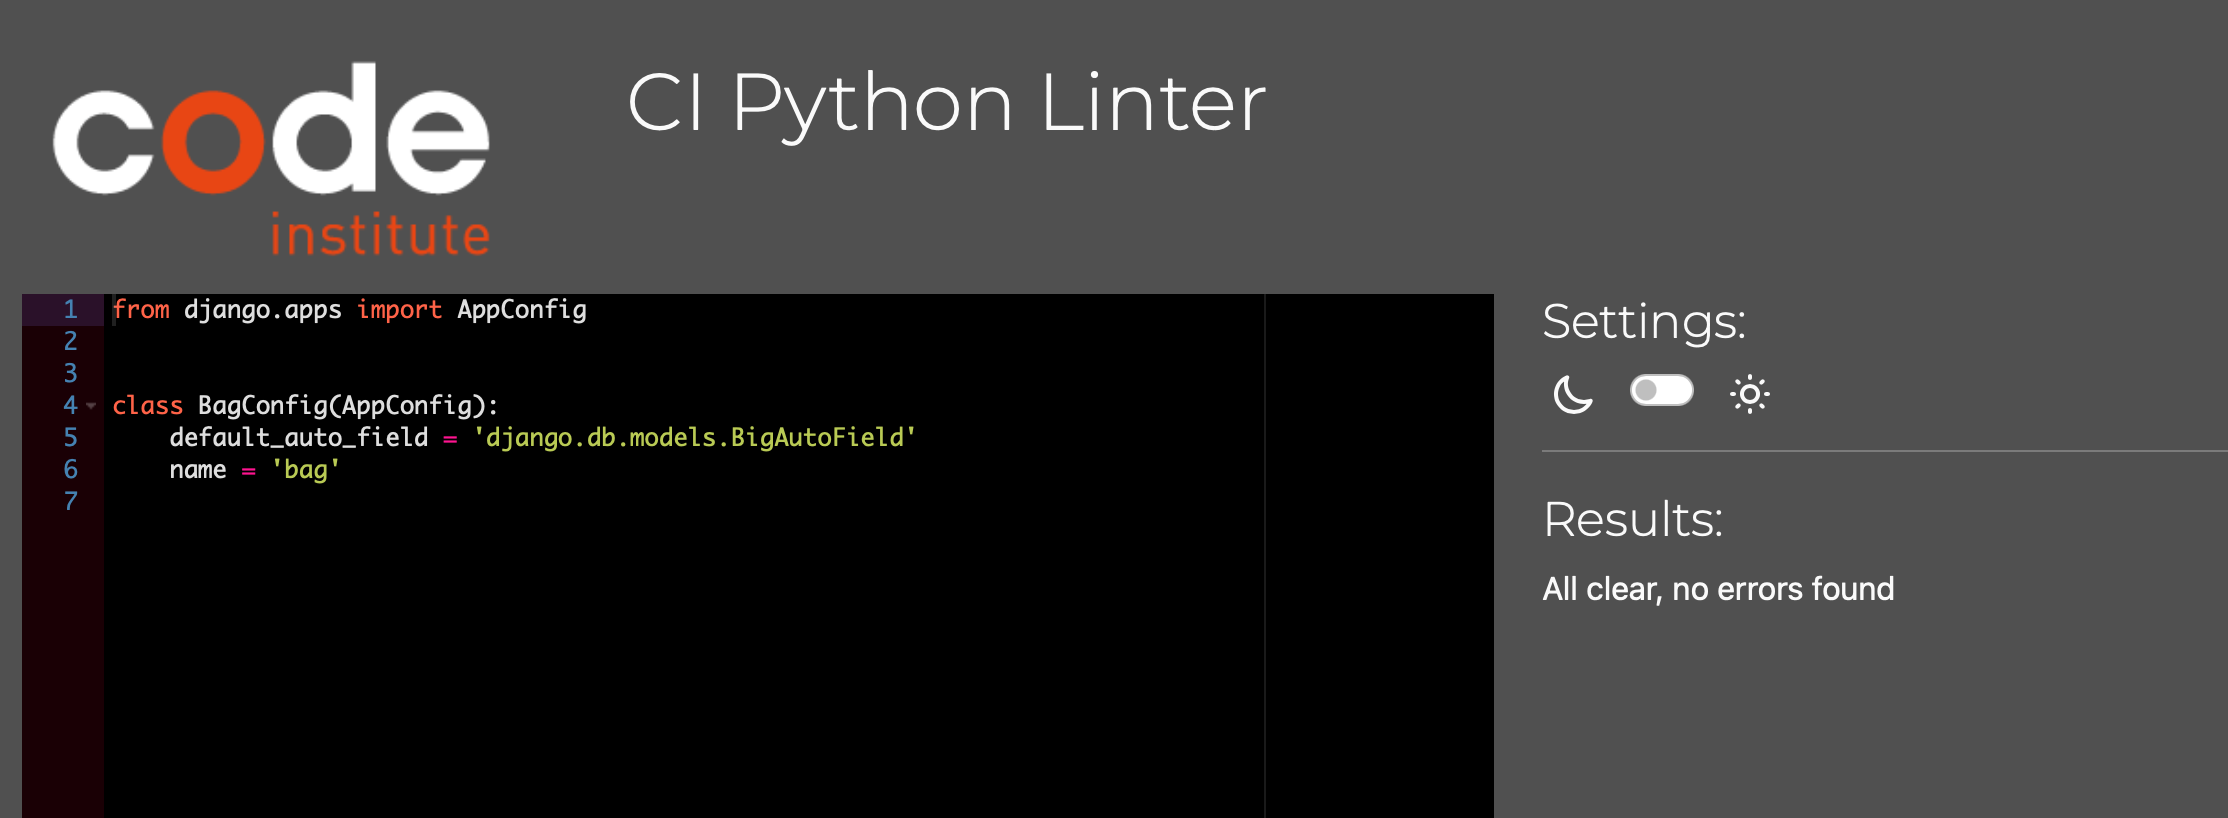 code
institute
CI Python Linter
1 from django.apps import AppConfig
2
3
4 class BagConfig(AppConfig):
5     default_auto_field = 'django.db.models.BigAutoField'
6     name = 'bag'
7
Settings:
Results:
All clear, no errors found